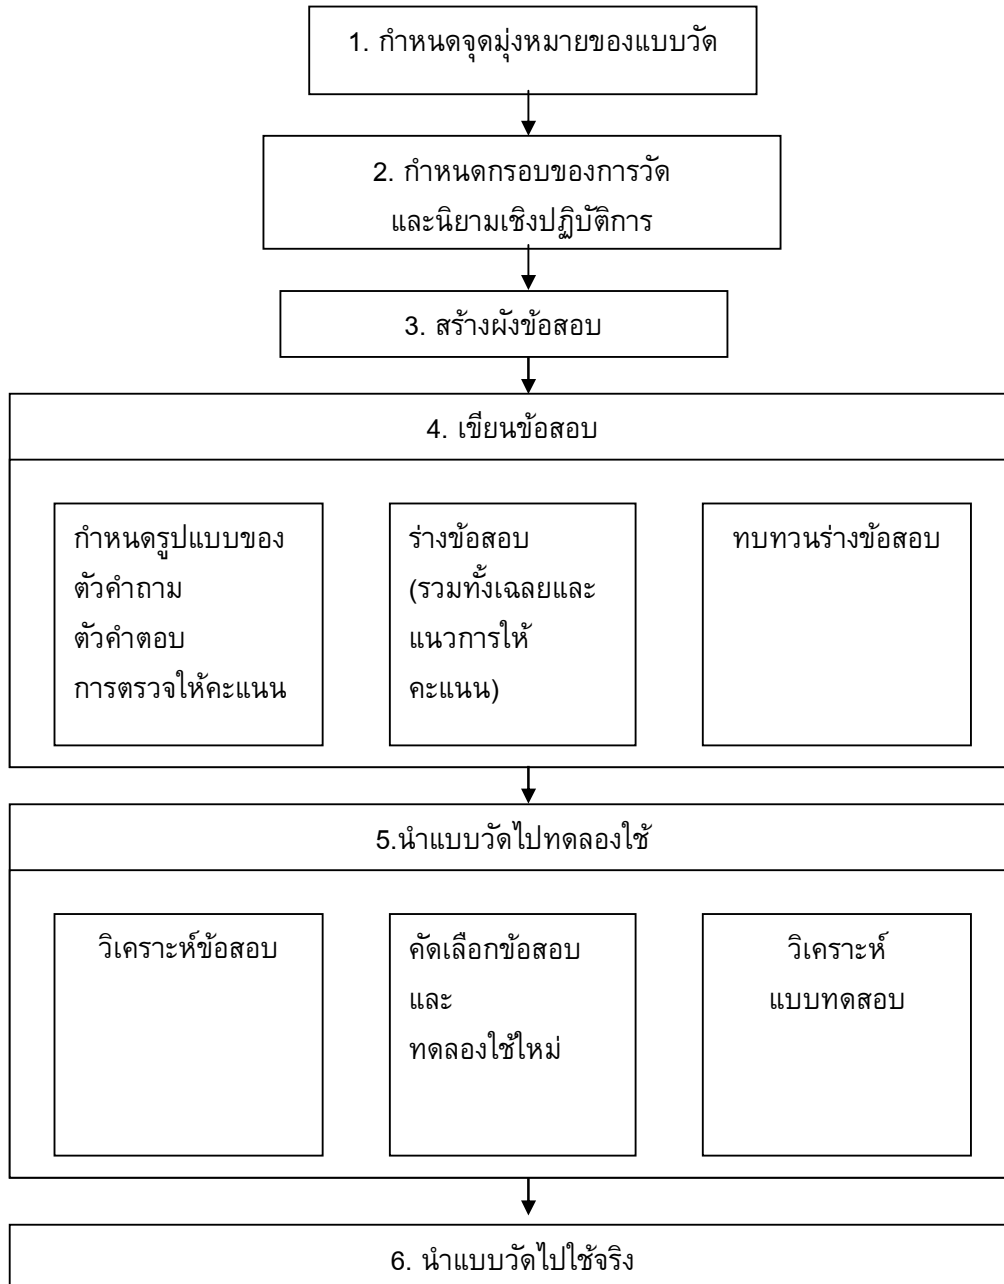 1. กำหนดจุดมุ่งหมายของแบบวัด
2. กำหนดกรอบของการวัด
และนิยามเชิงปฏิบัติการ
3. สร้างผังข้อสอบ
4. เขียนข้อสอบ
กำหนดรูปแบบของ
ตัวคำถาม
ตัวคำตอบ
การตรวจให้คะแนน
ร่างข้อสอบ
(รวมทั้งเฉลยและ
แนวการให้
คะแนน)
ทบทวนร่างข้อสอบ
5.นำแบบวัดไปทดลองใช้
วิเคราะห์ข้อสอบ
คัดเลือกข้อสอบ
และ
ทดลองใช้ใหม่
วิเคราะห์
แบบทดสอบ
6. นำแบบวัดไปใช้จริง